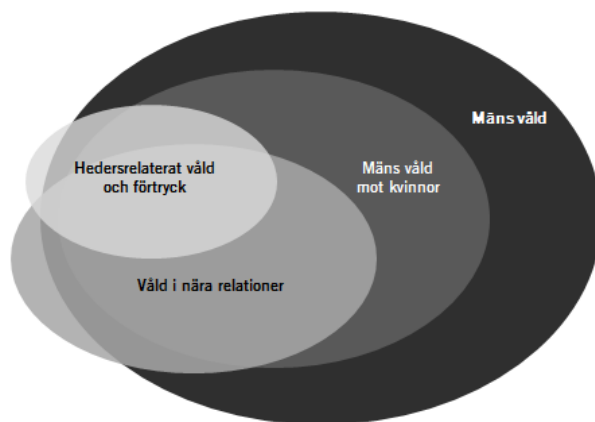 Mäns våld
Hedersrelaterat våld
och förtryck
Mäns våld
mot kvinnor
Våld i nära relationer